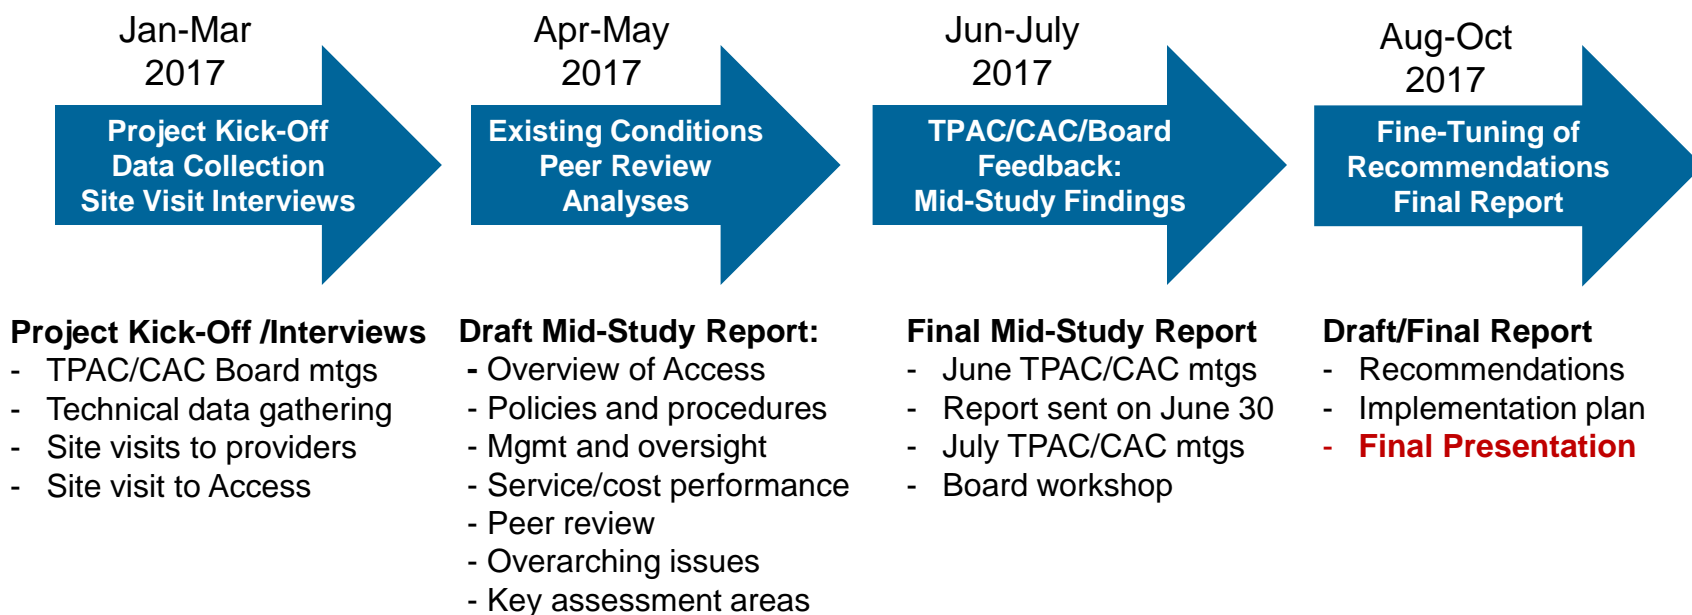 Jan-Mar
2017
Project Kick-Off
Data Collection
Site Visit Interviews
Project Kick-Off /Interviews
- TPAC/CAC Board mtgs
- Technical data gathering
- Site visits to providers
- Site visit to Access
Apr-May
2017
Existing Conditions
Peer Review
Analyses
Draft Mid-Study Report:
- Overview of Access
- Policies and procedures
- Mgmt and oversight
- Service/cost performance
- Peer review
- Overarching issues
- Key assessment areas
Jun-July
2017
TPAC/CAC/Board
Feedback:
Mid-Study Findings
Final Mid-Study Report
- June TPAC/CAC mtgs
- Report sent on June 30
- July TPAC/CAC mtgs
- Board workshop
Aug-Oct
2017
Fine-Tuning of
Recommendations
Final Report
Draft/Final Report
- Recommendations
- Implementation plan
- Final Presentation